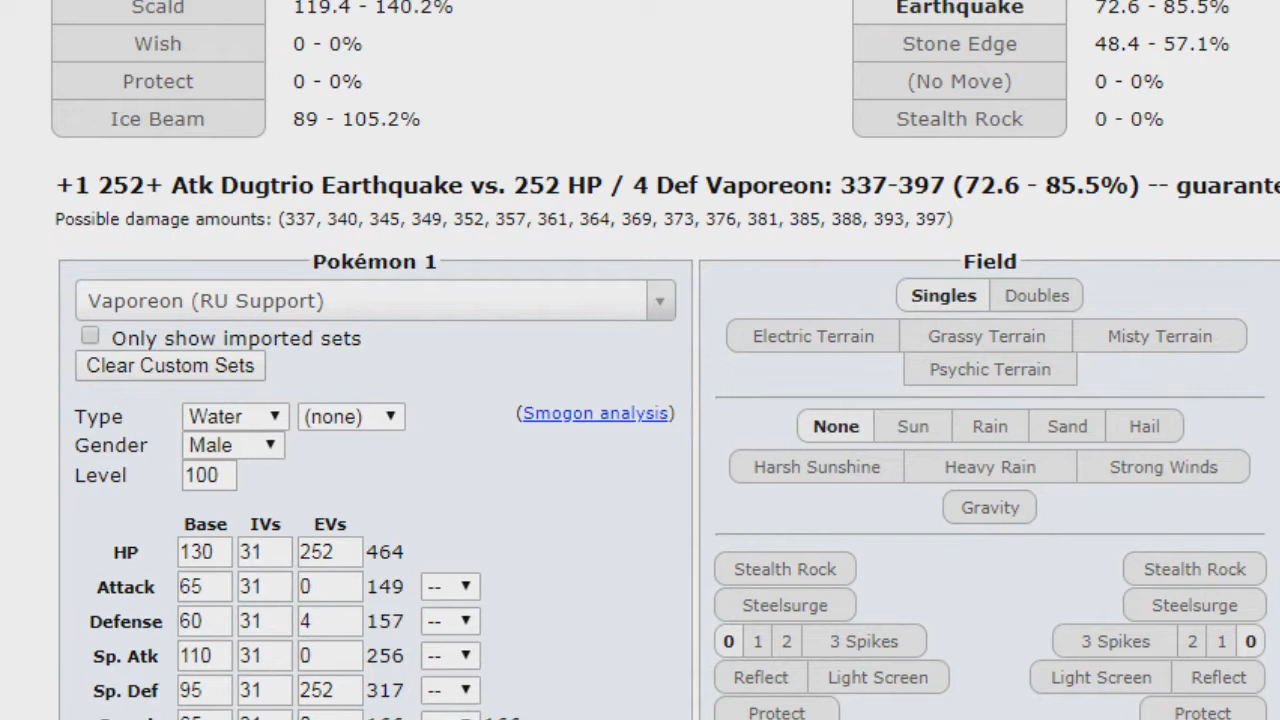 Scald 119.4 - 140.2% Earthquake 72.6 - 85.5%
Wish 0 - 0% Stone Edge 48.4 - 57.1%
Protect 0 - 0% (No Move) 0 - 0%
Ice Beam 89 - 105.2% Stealth Rock 0 - 0%
+1 252+ Atk Dugtrio Earthquake vs. 252 HP / 4 Def Vaporeon: 337-397 (72.6 - 85.5%) -- guarante
Possible damage amounts: (337, 340, 345, 349, 352, 357, 361, 364, 369, 373, 376, 381, 385, 388, 393, 397)
Pokémon 1
Vaporeon (RU Support)
Only show imported sets
Clear Custom Sets
Type Water (none) (Smogon analysis)
Gender Male
Level 100
Base IVs EVs
HP 130 31 252 464
Attack 65 31 0 149 --
Defense 60 31 4 157 --
Sp. Atk 110 31 0 256 --
Sp. Def 95 31 252 317 --
Field
Singles Doubles
Electric Terrain Grassy Terrain Misty Terrain
Psychic Terrain
None Sun Rain Sand Hail
Harsh Sunshine Heavy Rain Strong Winds
Gravity
Stealth Rock Stealth Rock
Steelsurge Steelsurge
0 1 2 3 Spikes 3 Spikes 2 1 0
Reflect Light Screen Light Screen Reflect
Protect Protect